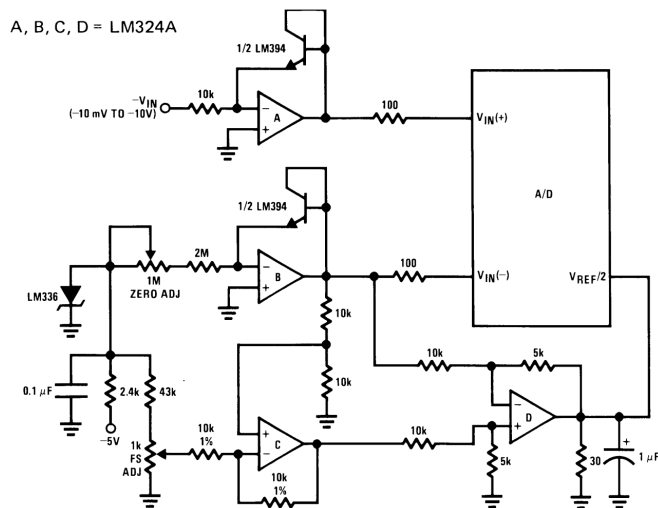 A, B, C, D = LM324A
1/2 LM394
−VIN
(−10 mV TO −10V)
10k
−
+
A
100
VIN(+)
A/D
1/2 LM394
1M
ZERO ADJ
2M
−
+
B
100
VIN(−)
VREF/2
LM336
10k
10k
10k
5k
0.1 μF
2.4k
43k
−5V
1k
FS
ADJ
10k
1%
+
−
C
10k
1%
10k
−
+
D
5k
30
+
1 μF